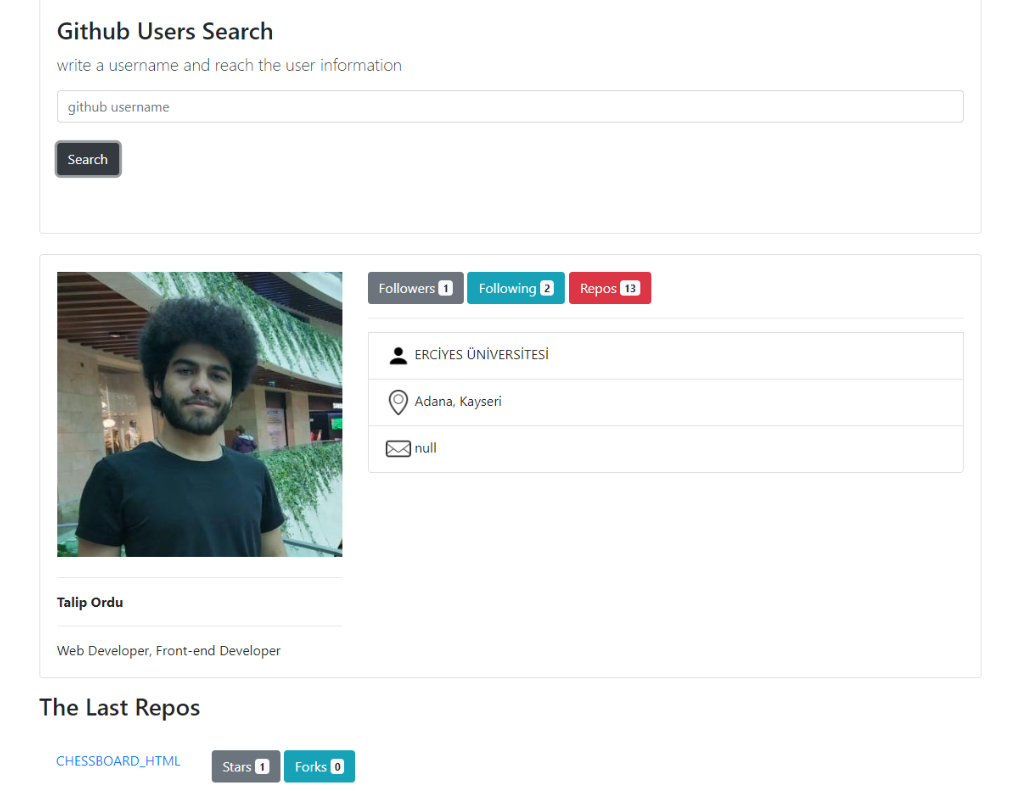 Github Users Search
write a username and reach the user information
github username
Search
Followers 1 Following 2 Repos 13
ERCİYES ÜNİVERSİTESİ
Adana, Kayseri
null
Talip Ordu
Web Developer, Front-end Developer
The Last Repos
CHESSBOARD_HTML Stars 1 Forks 0